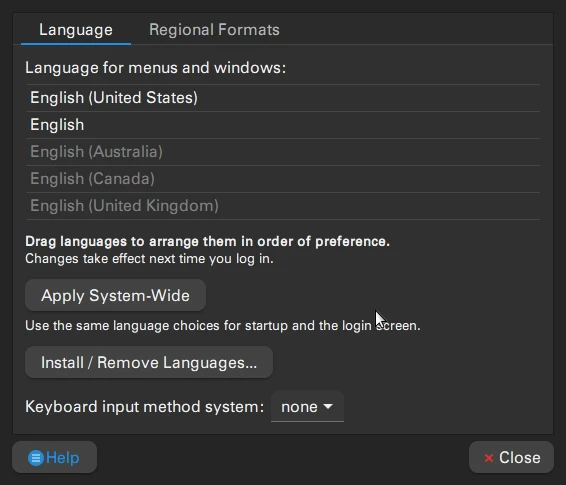 Language
Regional Formats
Language for menus and windows:
English (United States)
English
English (Australia)
English (Canada)
English (United Kingdom)
Drag languages to arrange them in order of preference.
Changes take effect next time you log in.
Apply System-Wide
Use the same language choices for startup and the login screen.
Install / Remove Languages...
Keyboard input method system: none
Help
Close